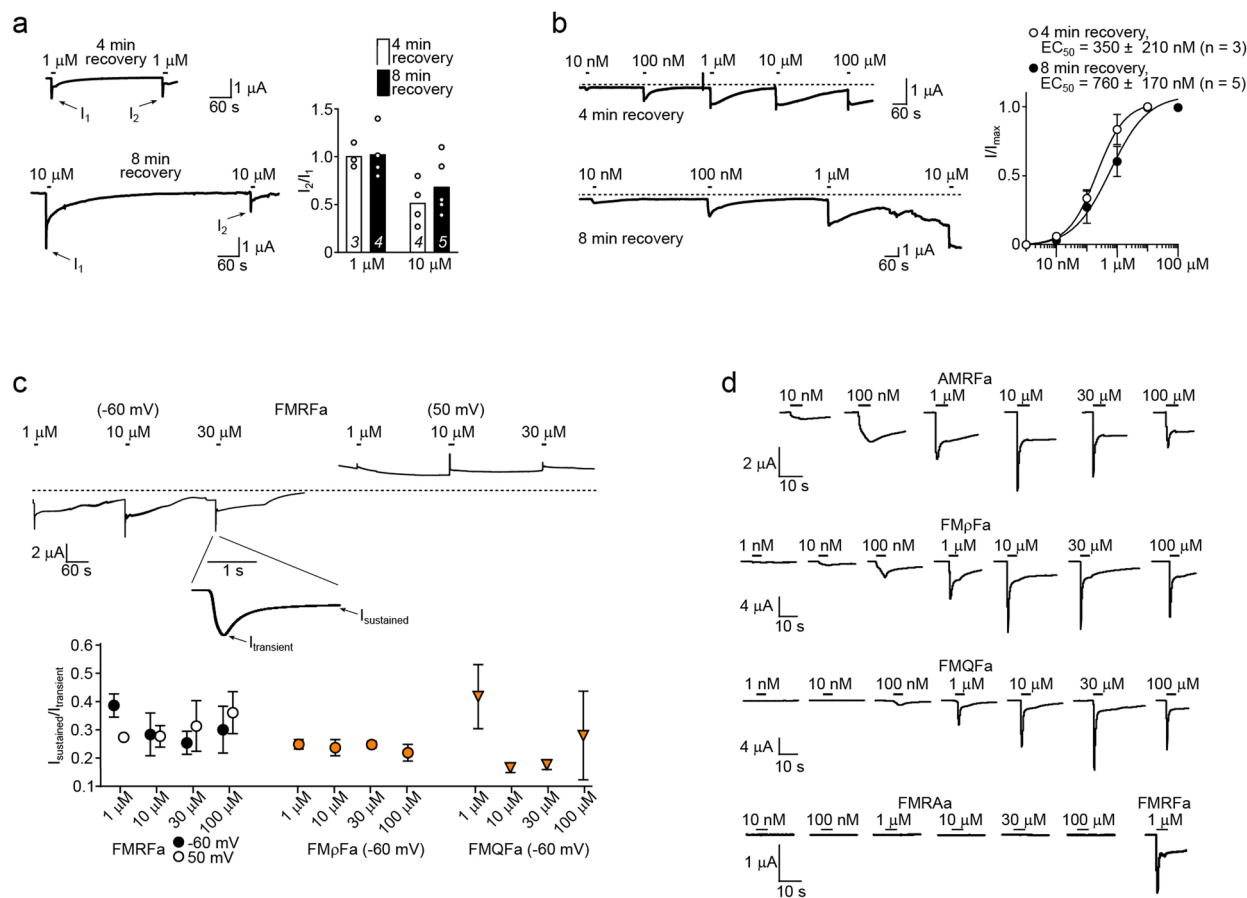 a
4 min
recovery
1 μM
1 μM
I1
I2
1 μA
60 s
10 μM
8 min
recovery
10 μM
I1
I2
1 μA
60 s
4 min
recovery
8 min
recovery
I2/I1
1.5
1.0
0.5
0
3
4
4
5
1 μM
10 μM
b
10 nM
100 nM
1 μM
10 μM
100 μM
4 min recovery
1 μA
60 s
10 nM
100 nM
1 μM
10 μM
8 min recovery
1 μA
60 s
4 min recovery,
EC50 = 350 ± 210 nM (n = 3)
8 min recovery,
EC50 = 760 ± 170 nM (n = 5)
I/Imax
1.0
0.5
0
10 nM
1 μM
100 μM
c
(-60 mV)
FMRFa
(50 mV)
1 μM
10 μM
30 μM
1 μM
10 μM
30 μM
2 μA
60 s
1 s
Isustained
Itransient
Isustained/Itransient
0.6
0.5
0.4
0.3
0.2
0.1
1 μM
10 μM
30 μM
100 μM
1 μM
10 μM
30 μM
100 μM
1 μM
10 μM
30 μM
100 μM
FMRFa
-60 mV
50 mV
FMρFa (-60 mV)
FMQFa (-60 mV)
d
AMRFa
10 nM
100 nM
1 μM
10 μM
30 μM
100 μM
2 μA
10 s
FMρFa
1 nM
10 nM
100 nM
1 μM
10 μM
30 μM
100 μM
4 μA
10 s
FMQFa
1 nM
10 nM
100 nM
1 μM
10 μM
30 μM
100 μM
4 μA
10 s
FMRAa
FMRFa
10 nM
100 nM
1 μM
10 μM
30 μM
100 μM
1 μM
1 μA
10 s